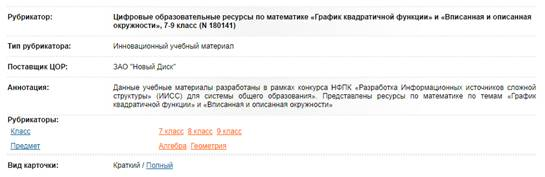 Рубрикатор: Цифровые образовательные ресурсы по математике «График квадратичной функции» и «Вписанная и описанная
окружности», 7-9 класс (N 180141)
Тип рубрикатора: Инновационный учебный материал
Поставщик ЦОР: ЗАО "Новый Диск"
Аннотация: Данные учебные материалы разработаны в рамках конкурса НФПК «Разработка Информационных источников сложной
структуры» (ИИСС) для системы общего образования». Представлены ресурсы по математике по темам «График
квадратичной функции» и «Вписанная и описанная окружности»
Рубрикаторы:
Класс 7 класс 8 класс 9 класс
Предмет Алгебра Геометрия
Вид карточки: Краткий / Полный